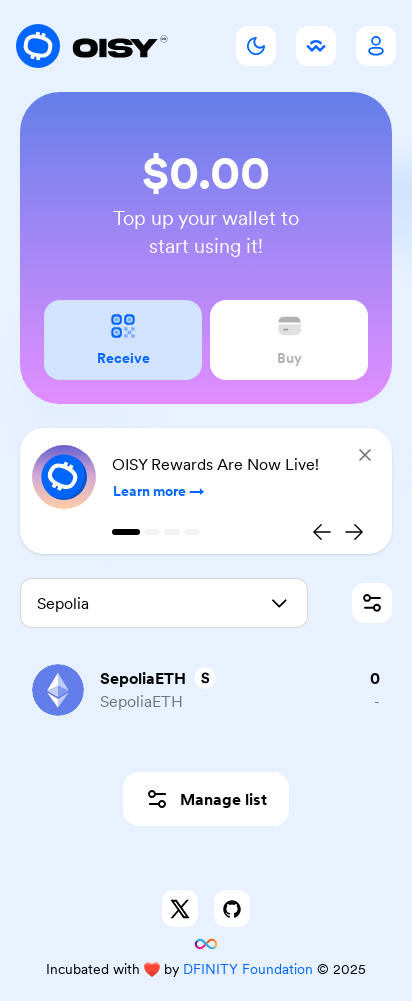 OISY
$0.00
Top up your wallet to
start using it!
Receive
Buy
OISY Rewards Are Now Live!
Learn more
Sepolia
SepoliaETH S 0
SepoliaETH -
Manage list
Incubated with ❤️ by DFINITY Foundation © 2025